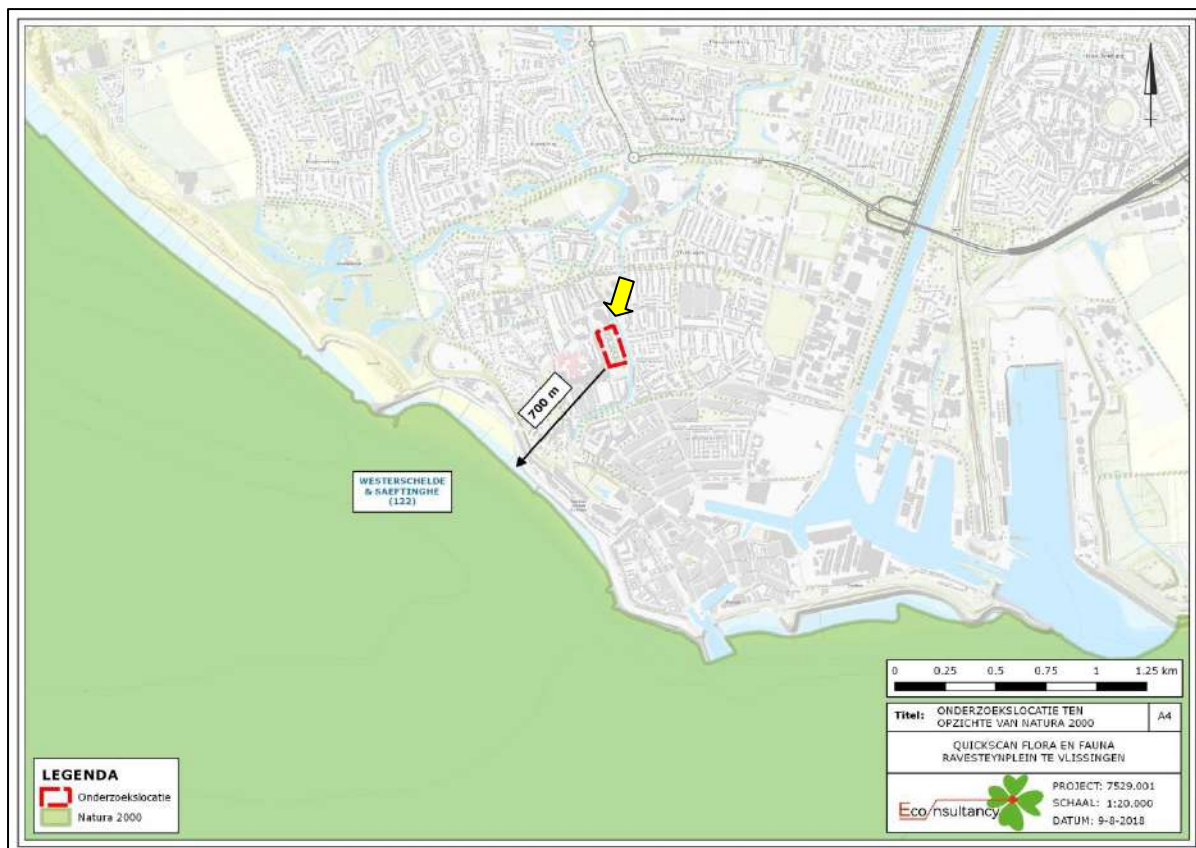 700 m
WESTERSCHELDE
& SAEFTINGHE
(122)
0 0.25 0.5 0.75 1 1.25 km
Titel: ONDERZOEKSLOCATIE TEN
OPZICHTE VAN NATURA 2000
A4
QUICKSCAN FLORA EN FAUNA
RAVESTEYNPLEIN TE VLISSINGEN
Econsultancy
PROJECT: 7529.001
SCHAAL: 1:20.000
DATUM: 9-8-2018
LEGENDA
Onderzoekslocatie
Natura 2000